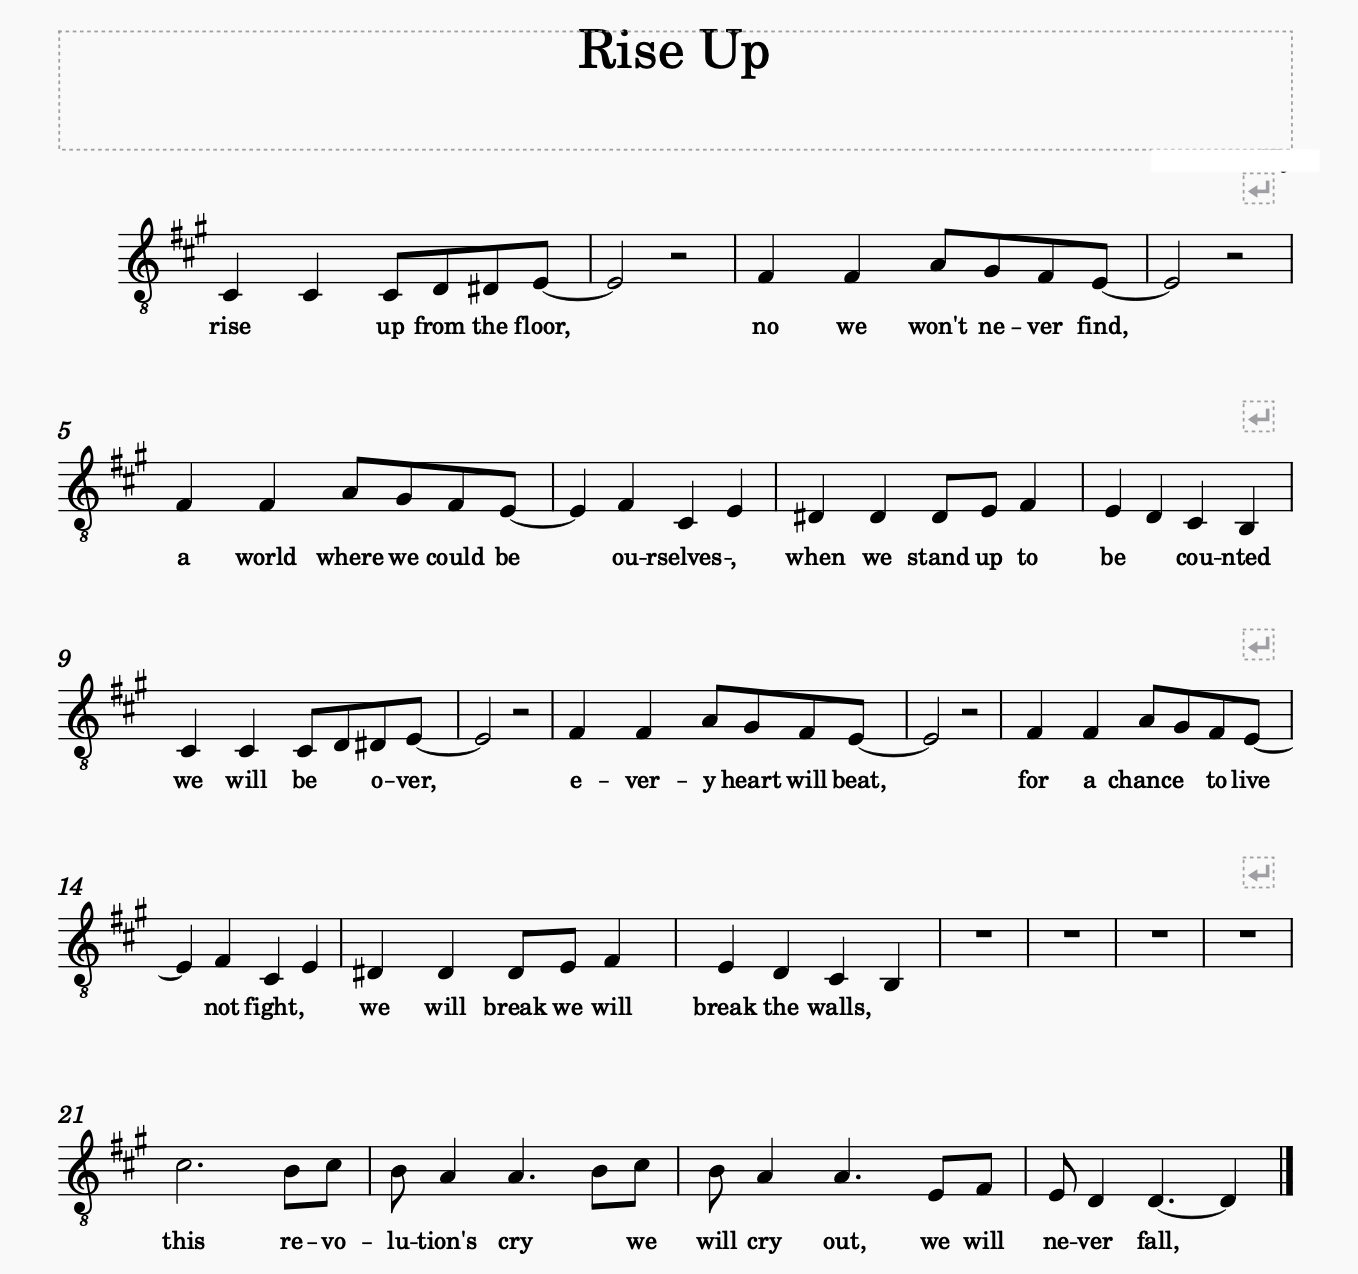 Rise Up
8
rise up from the floor, no we won't ne - ver find,
5
8
a world where we could be ou - rselves -, when we stand up to be cou - nted
9
8
we will be o - ver, e - ver - y heart will beat, for a chance to live
14
8
not fight, we will break we will break the walls,
21
8
this re - vo - lu - tion's cry we will cry out, we will ne - ver fall,